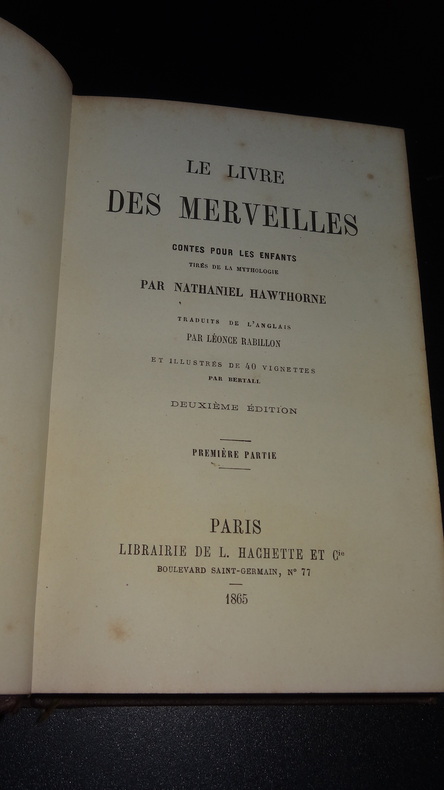 LE LIVRE
DES MERVEILLES
CONTES POUR LES ENFANTS
TIRÉS DE LA MYTHOLOGIE
PAR NATHANIEL HAWTHORNE
TRADUITS DE L'ANGLAIS
PAR LÉONCE RABILLON
ET ILLUSTRÉS DE 40 VIGNETTES
PAR BERTALL
DEUXIÈME ÉDITION
PREMIÈRE PARTIE
PARIS
LIBRAIRIE DE L. HACHETTE ET Cie
BOULEVARD SAINT-GERMAIN, N° 77
1865